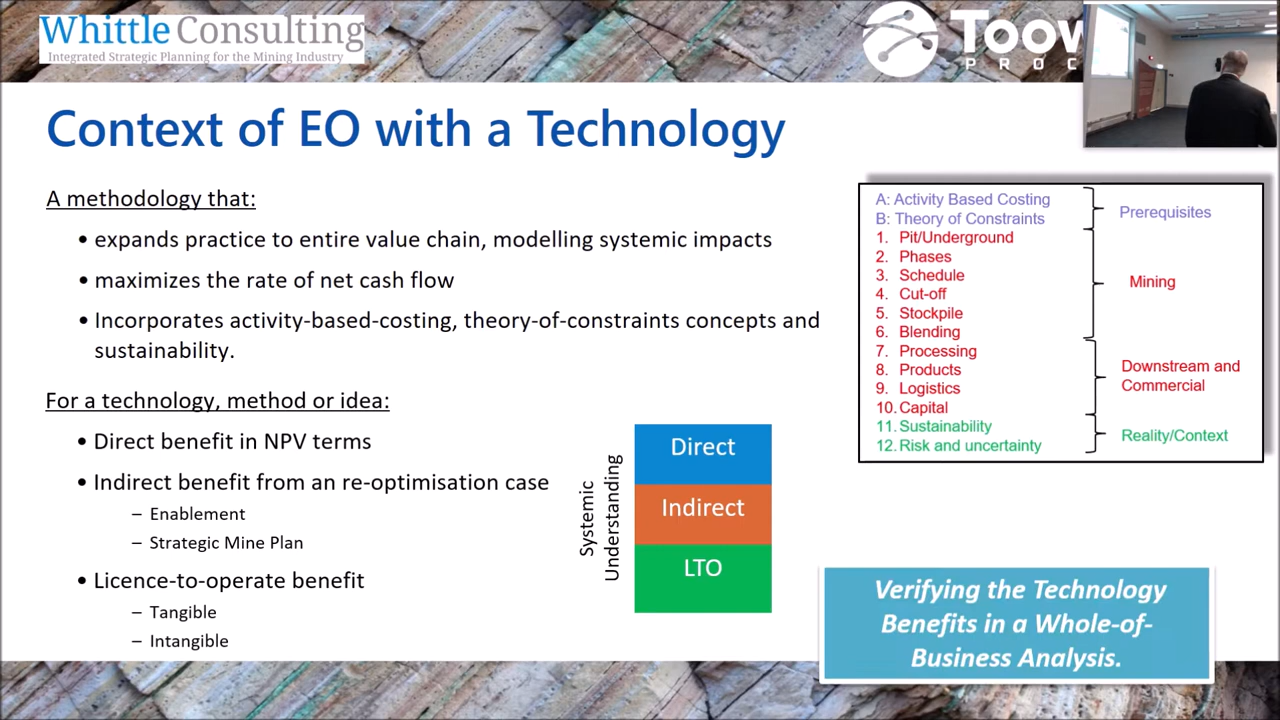 Whittle Consulting
Integrated Strategic Planning for the Mining Industry
Context of EO with a Technology
A methodology that:
• expands practice to entire value chain, modelling systemic impacts
• maximizes the rate of net cash flow
• Incorporates activity-based-costing, theory-of-constraints concepts and
sustainability.
For a technology, method or idea:
• Direct benefit in NPV terms
• Indirect benefit from an re-optimisation case
– Enablement
– Strategic Mine Plan
• Licence-to-operate benefit
– Tangible
– Intangible
Systemic
Understanding
Direct
Indirect
LTO
A: Activity Based Costing
B: Theory of Constraints
1. Pit/Underground
2. Phases
3. Schedule
4. Cut-off
5. Stockpile
6. Blending
7. Processing
8. Products
9. Logistics
10. Capital
11. Sustainability
12. Risk and uncertainty
Prerequisites
Mining
Downstream and
Commercial
Reality/Context
Verifying the Technology
Benefits in a Whole-of-
Business Analysis.